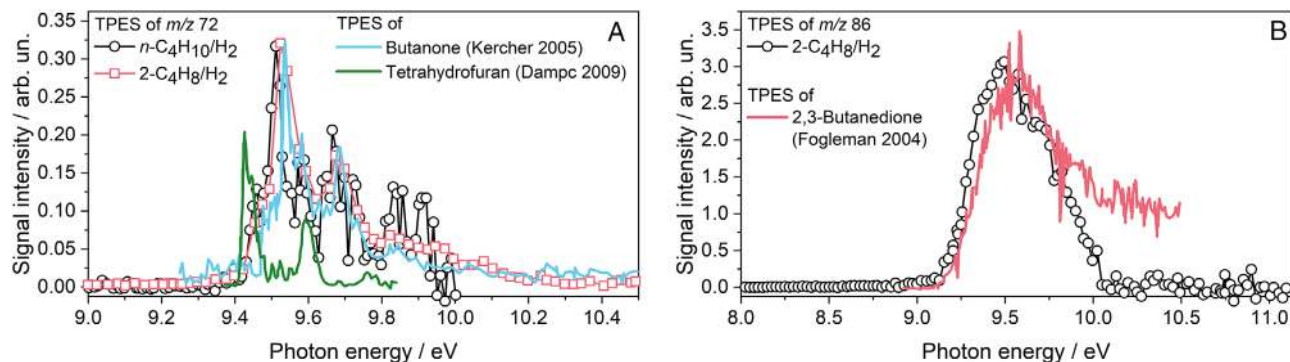 TPES of m/z 72
n-C4H10/H2
2-C4H8/H2
TPES of
Butanone (Kercher 2005)
Tetrahydrofuran (Dampc 2009)
A
0.35
0.30
0.25
0.20
0.15
0.10
0.05
0.00
Signal intensity / arb. un.
9.0 9.2 9.4 9.6 9.8 10.0 10.2 10.4
Photon energy / eV
TPES of m/z 86
2-C4H8/H2
TPES of
2,3-Butanedione
(Fogleman 2004)
B
3.5
3.0
2.5
2.0
1.5
1.0
0.5
0.0
Signal intensity / arb. un.
8.0 8.5 9.0 9.5 10.0 10.5 11.0
Photon energy / eV